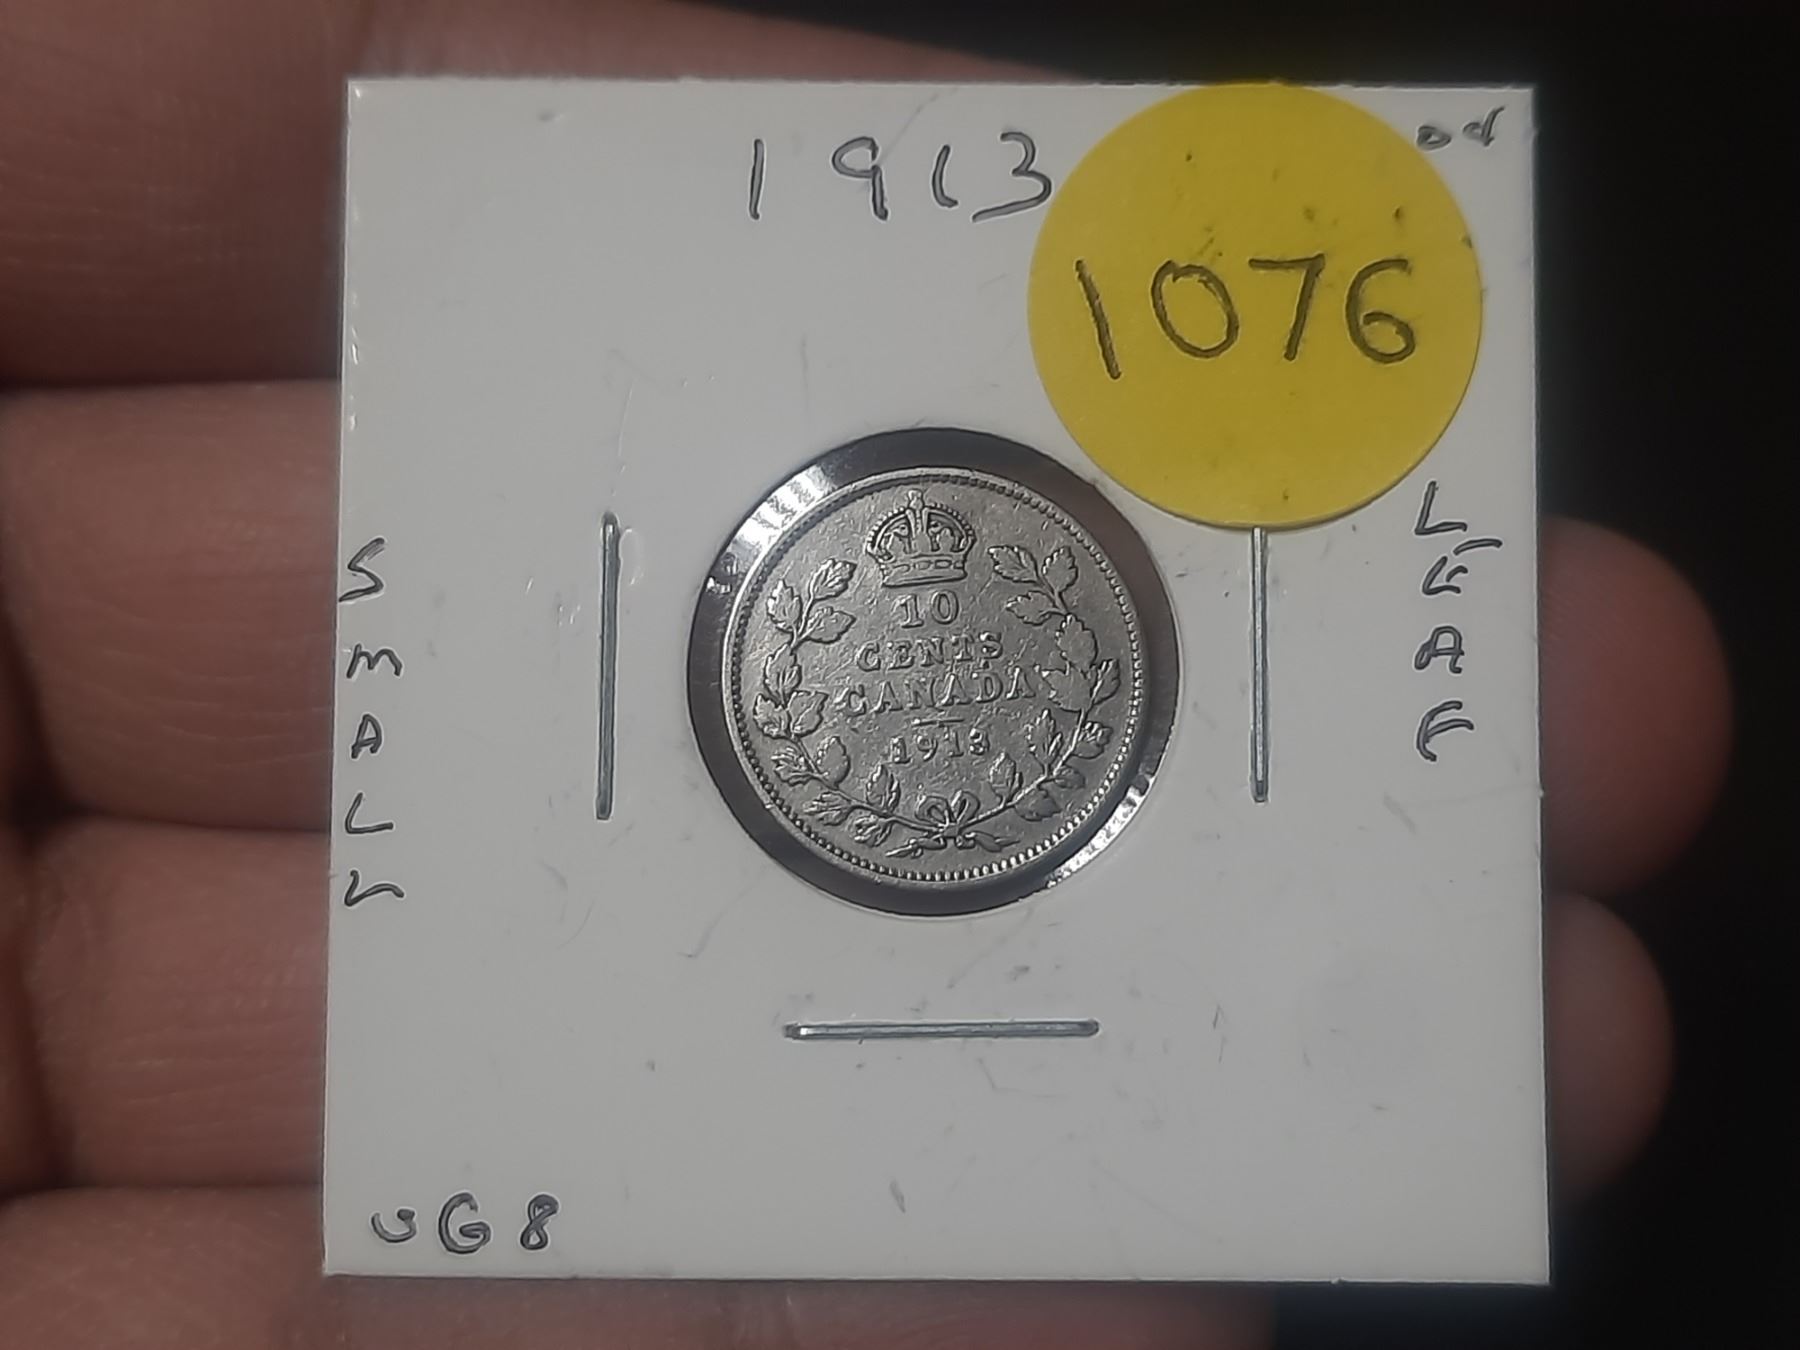 1913
1076
SMALL
LEAF
10
CENTS
CANADA
1913
VG8